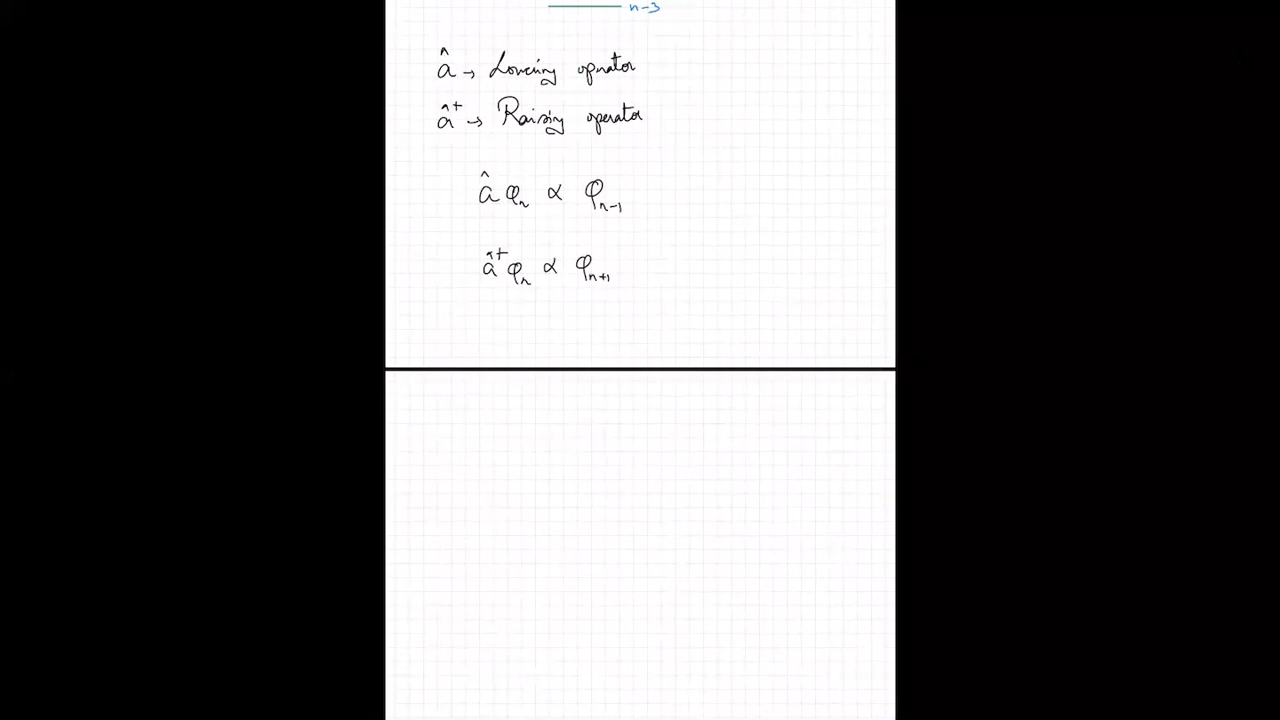 n-3
â → Lowering operator
â† → Raising operator
â φₙ ∝ φₙ₋₁
â† φₙ ∝ φₙ₊₁